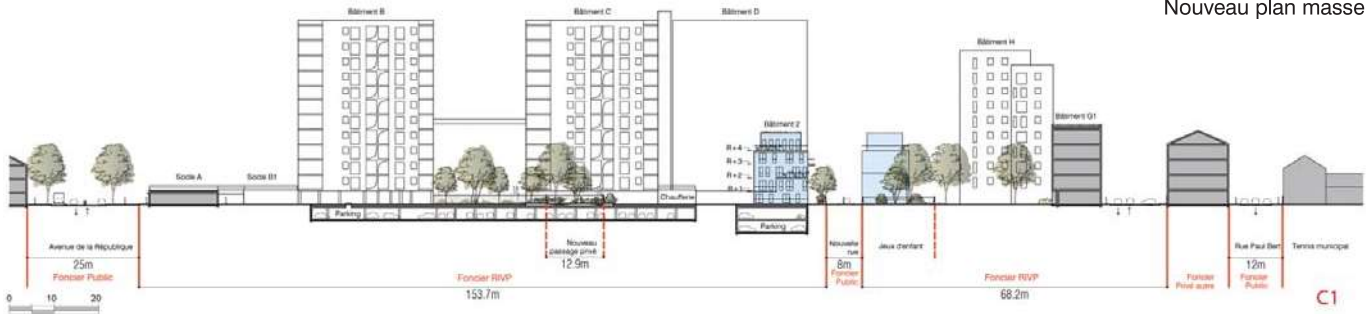 Nouveau plan masse
Bâtiment B
Bâtiment C
Bâtiment D
Bâtiment H
Bâtiment G1
Bâtiment 2
R+4
R+3
R+2
R+1
Socle A
Socle B1
Chaufferie
Parking
Parking
Avenue de la République
25m
Foncier Public
Nouveau
passage privé
12.9m
Foncier RIVP
153.7m
Nouvelle
rue
8m
Foncier
Public
Jeux d'enfant
Foncier RIVP
68.2m
Foncier
Privé autre
Rue Paul Bert
12m
Foncier
Public
Tennis municipal
0 10 20
C1